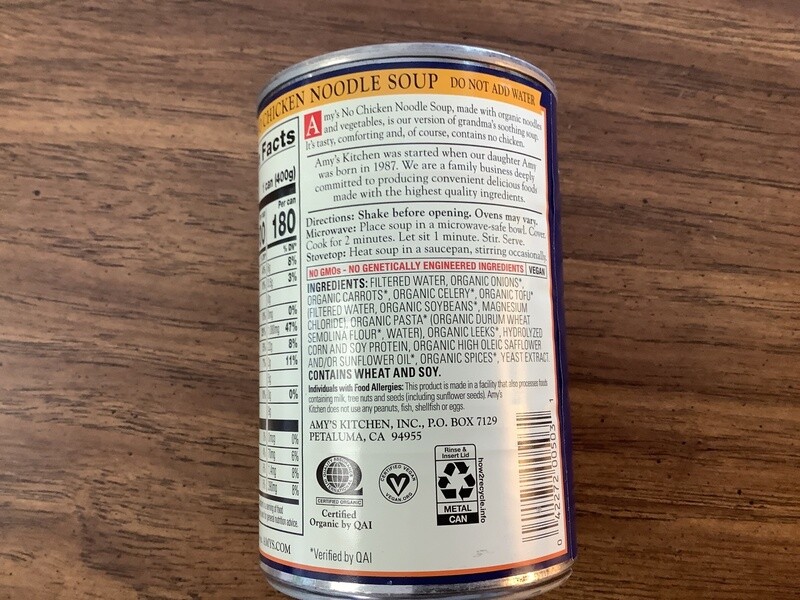 CHICKEN NOODLE SOUP DO NOT ADD WATER
Amy's No Chicken Noodle Soup, made with organic noodles
and vegetables, is our version of grandma's soothing soup.
It's tasty, comforting and, of course, contains no chicken.
Amy's Kitchen was started when our daughter Amy
was born in 1987. We are a family business deeply
committed to producing convenient delicious foods
made with the highest quality ingredients.
Directions: Shake before opening. Ovens may vary.
Microwave: Place soup in a microwave-safe bowl. Cover.
Cook for 2 minutes. Let sit 1 minute. Stir. Serve.
Stovetop: Heat soup in a saucepan, stirring occasionally.
NO GMOs - NO GENETICALLY ENGINEERED INGREDIENTS VEGAN
INGREDIENTS: FILTERED WATER, ORGANIC ONIONS*,
ORGANIC CARROTS*, ORGANIC CELERY*, ORGANIC TOFU*
(FILTERED WATER, ORGANIC SOYBEANS*, MAGNESIUM
CHLORIDE), ORGANIC PASTA* (ORGANIC DURUM WHEAT
SEMOLINA FLOUR*, WATER), ORGANIC LEEKS*, HYDROLYZED
CORN AND SOY PROTEIN, ORGANIC HIGH OLEIC SAFFLOWER
AND/OR SUNFLOWER OIL*, ORGANIC SPICES*, YEAST EXTRACT.
CONTAINS WHEAT AND SOY.
Individuals with Food Allergies: This product is made in a facility that also processes foods
containing milk, tree nuts and seeds (including sunflower seeds). Amy's
Kitchen does not use any peanuts, fish, shellfish or eggs.
AMY'S KITCHEN, INC., P.O. BOX 7129
PETALUMA, CA 94955
CERTIFIED ORGANIC
Certified
Organic by QAI
CERTIFIED VEGAN
VEGAN.ORG
Rinse &
Insert Lid
METAL
CAN
how2recycle.info
*Verified by QAI
0 42272 00503 1
Facts
1 can (400g)
Per can
180
% DV*
8%
3%
0%
47%
8%
11%
0%
0%
6%
8%
8%
AMYS.COM